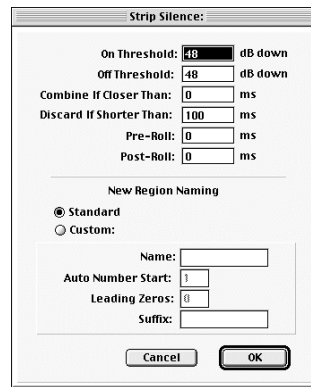 Strip Silence:
On Threshold: 48 dB down
Off Threshold: 48 dB down
Combine If Closer Than: 0 ms
Discard If Shorter Than: 100 ms
Pre-Roll: 0 ms
Post-Roll: 0 ms
New Region Naming
Standard
Custom:
Name:
Auto Number Start: 1
Leading Zeros: 0
Suffix:
Cancel OK